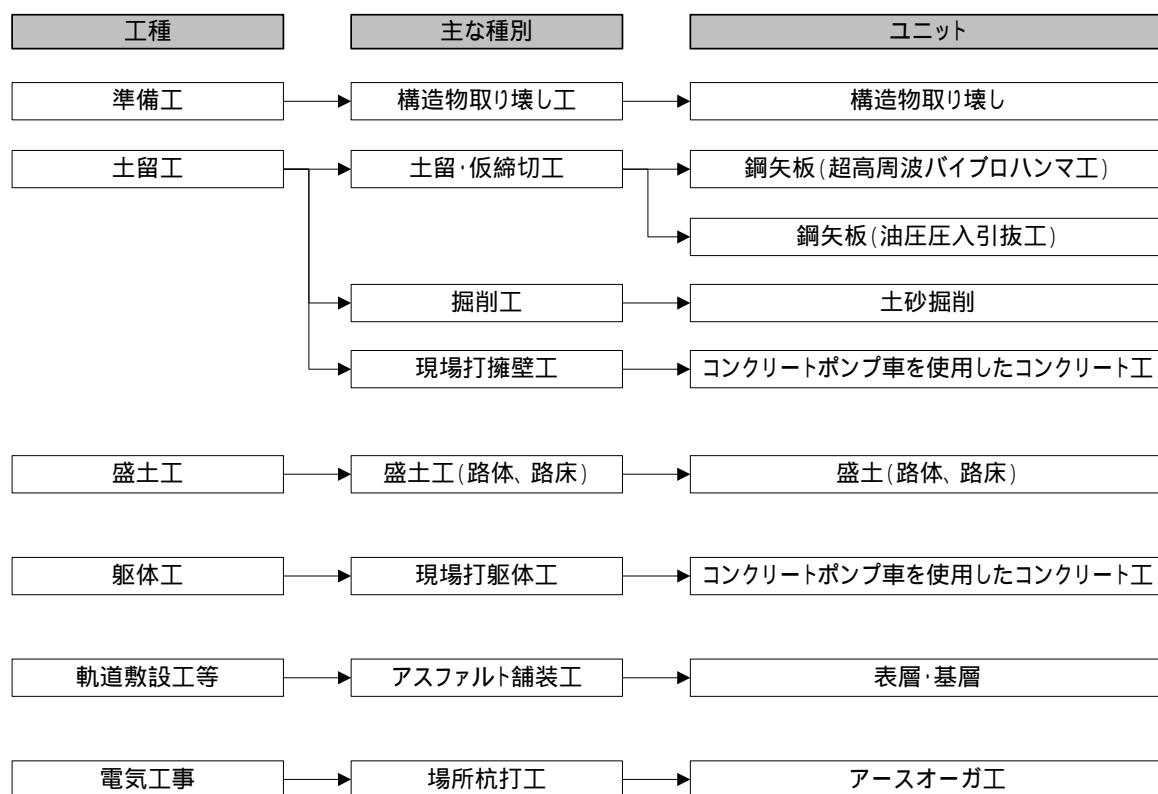 工種
主な種別
ユニット
準備工
構造物取り壊し工
構造物取り壊し
土留工
土留・仮締切工
鋼矢板(超高周波バイブロハンマ工)
鋼矢板(油圧圧入引抜工)
掘削工
土砂掘削
現場打擁壁工
コンクリートポンプ車を使用したコンクリート工
盛土工
盛土工(路体、路床)
盛土(路体、路床)
躯体工
現場打躯体工
コンクリートポンプ車を使用したコンクリート工
軌道敷設工等
アスファルト舗装工
表層・基層
電気工事
場所杭打工
アースオーガ工